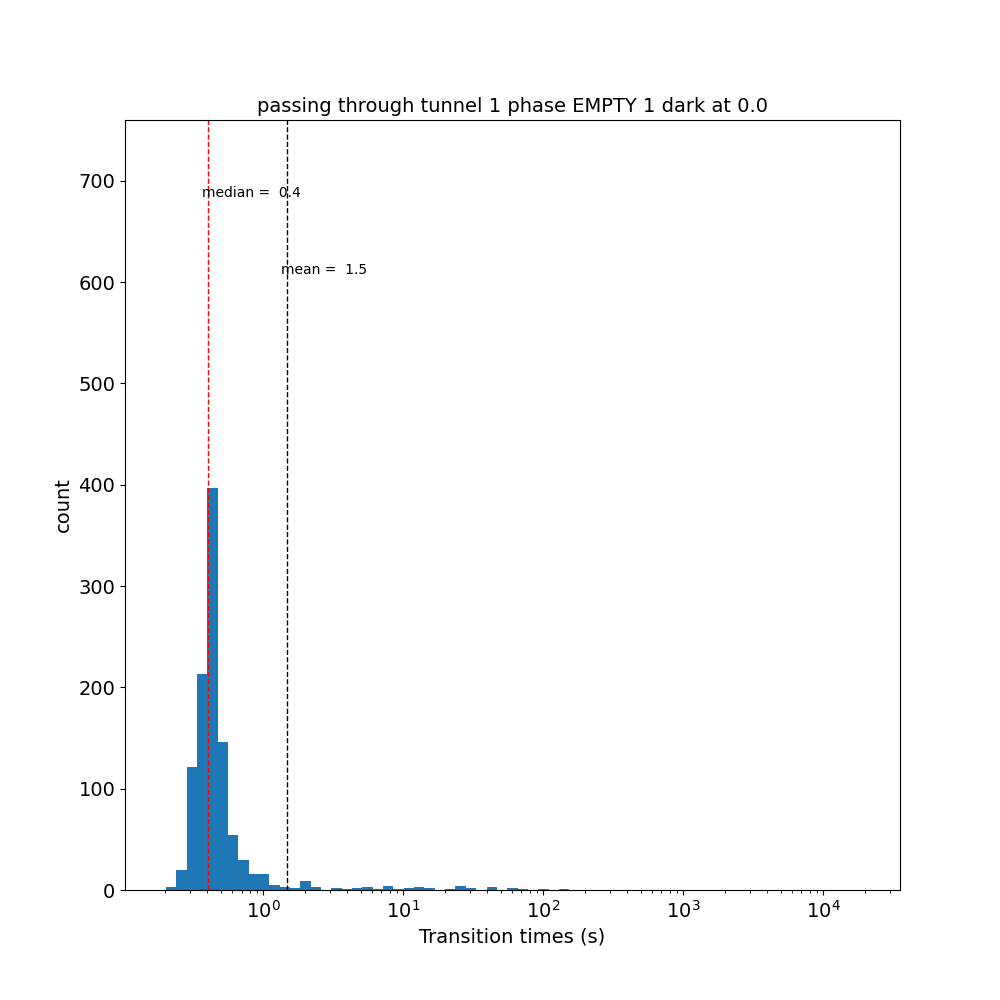 passing through tunnel 1 phase EMPTY 1 dark at 0.0
700
median =  0.4
mean =  1.5
600
500
400
count
300
200
100
0
10^0 10^1 10^2 10^3 10^4
Transition times (s)